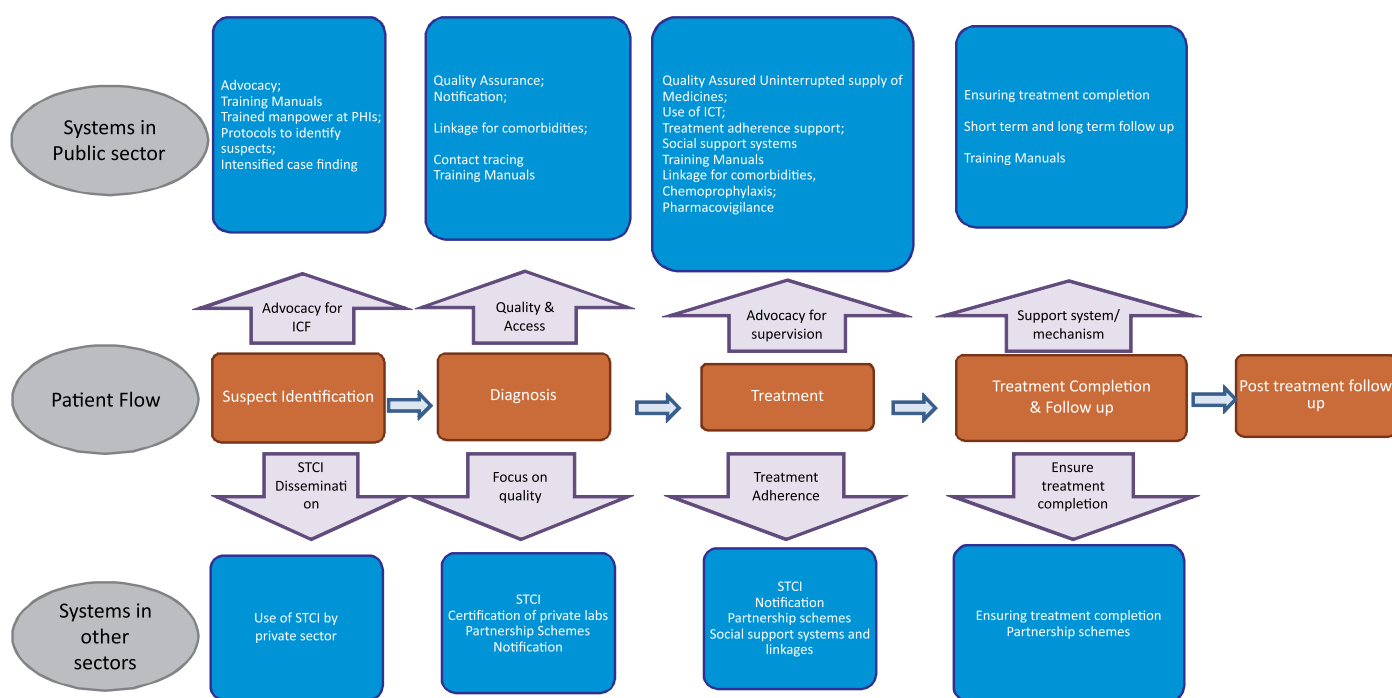 Systems in
Public sector
Advocacy;
Training Manuals
Trained manpower at PHIs;
Protocols to identify
suspects;
Intensified case finding
Quality Assurance;
Notification;
Linkage for comorbidities;
Contact tracing
Training Manuals
Quality Assured Uninterrupted supply of
Medicines;
Use of ICT;
Treatment adherence support;
Social support systems
Training Manuals
Linkage for comorbidities,
Chemoprophylaxis;
Pharmacovigilance
Ensuring treatment completion
Short term and long term follow up
Training Manuals
Advocacy for
ICF
Quality &
Access
Advocacy for
supervision
Support system/
mechanism
Patient Flow
Suspect Identification
Diagnosis
Treatment
Treatment Completion
& Follow up
Post treatment follow
up
STCI
Disseminati
on
Focus on
quality
Treatment
Adherence
Ensure
treatment
completion
Systems in
other
sectors
Use of STCI by
private sector
STCI
Certification of private labs
Partnership Schemes
Notification
STCI
Notification
Partnership schemes
Social support systems and
linkages
Ensuring treatment completion
Partnership schemes